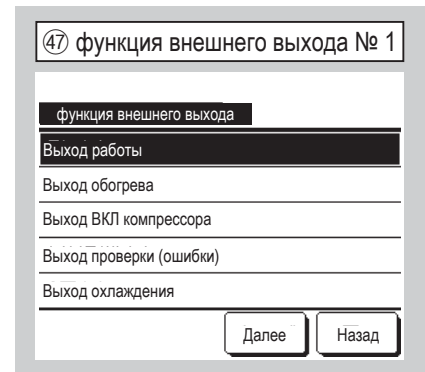 47 функция внешнего выхода № 1
функция внешнего выхода
Выход работы
Выход обогрева
Выход ВКЛ компрессора
Выход проверки (ошибки)
Выход охлаждения
Далее Назад